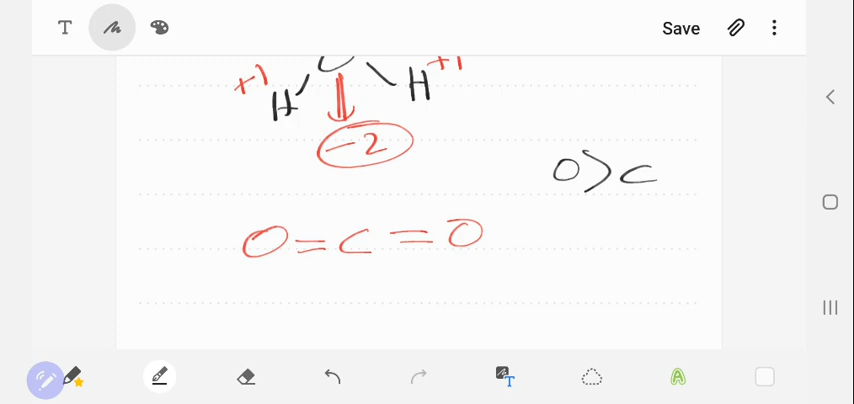 T Save
+1 +1
H H
-2
O>C
O=C=O
T
A